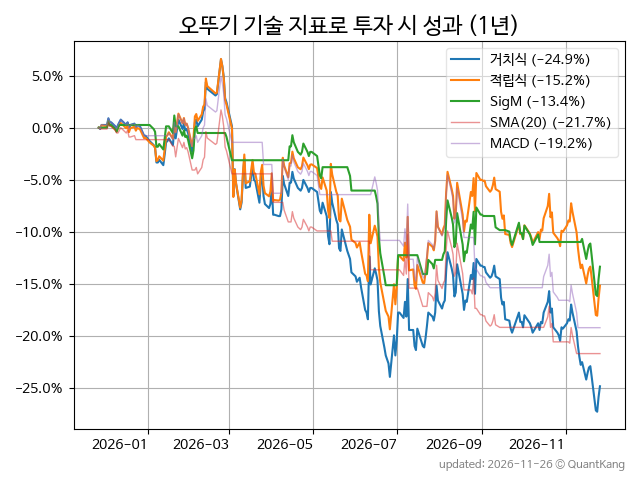 오뚜기 기술 지표로 투자 시 성과 (1년)
거치식 (−24.9%)
적립식 (−15.2%)
SigM (−13.4%)
SMA(20) (−21.7%)
MACD (−19.2%)
5.0%
0.0%
−5.0%
−10.0%
−15.0%
−20.0%
−25.0%
2026−01 2026−03 2026−05 2026−07 2026−09 2026−11
updated: 2026−11−26 © QuantKang